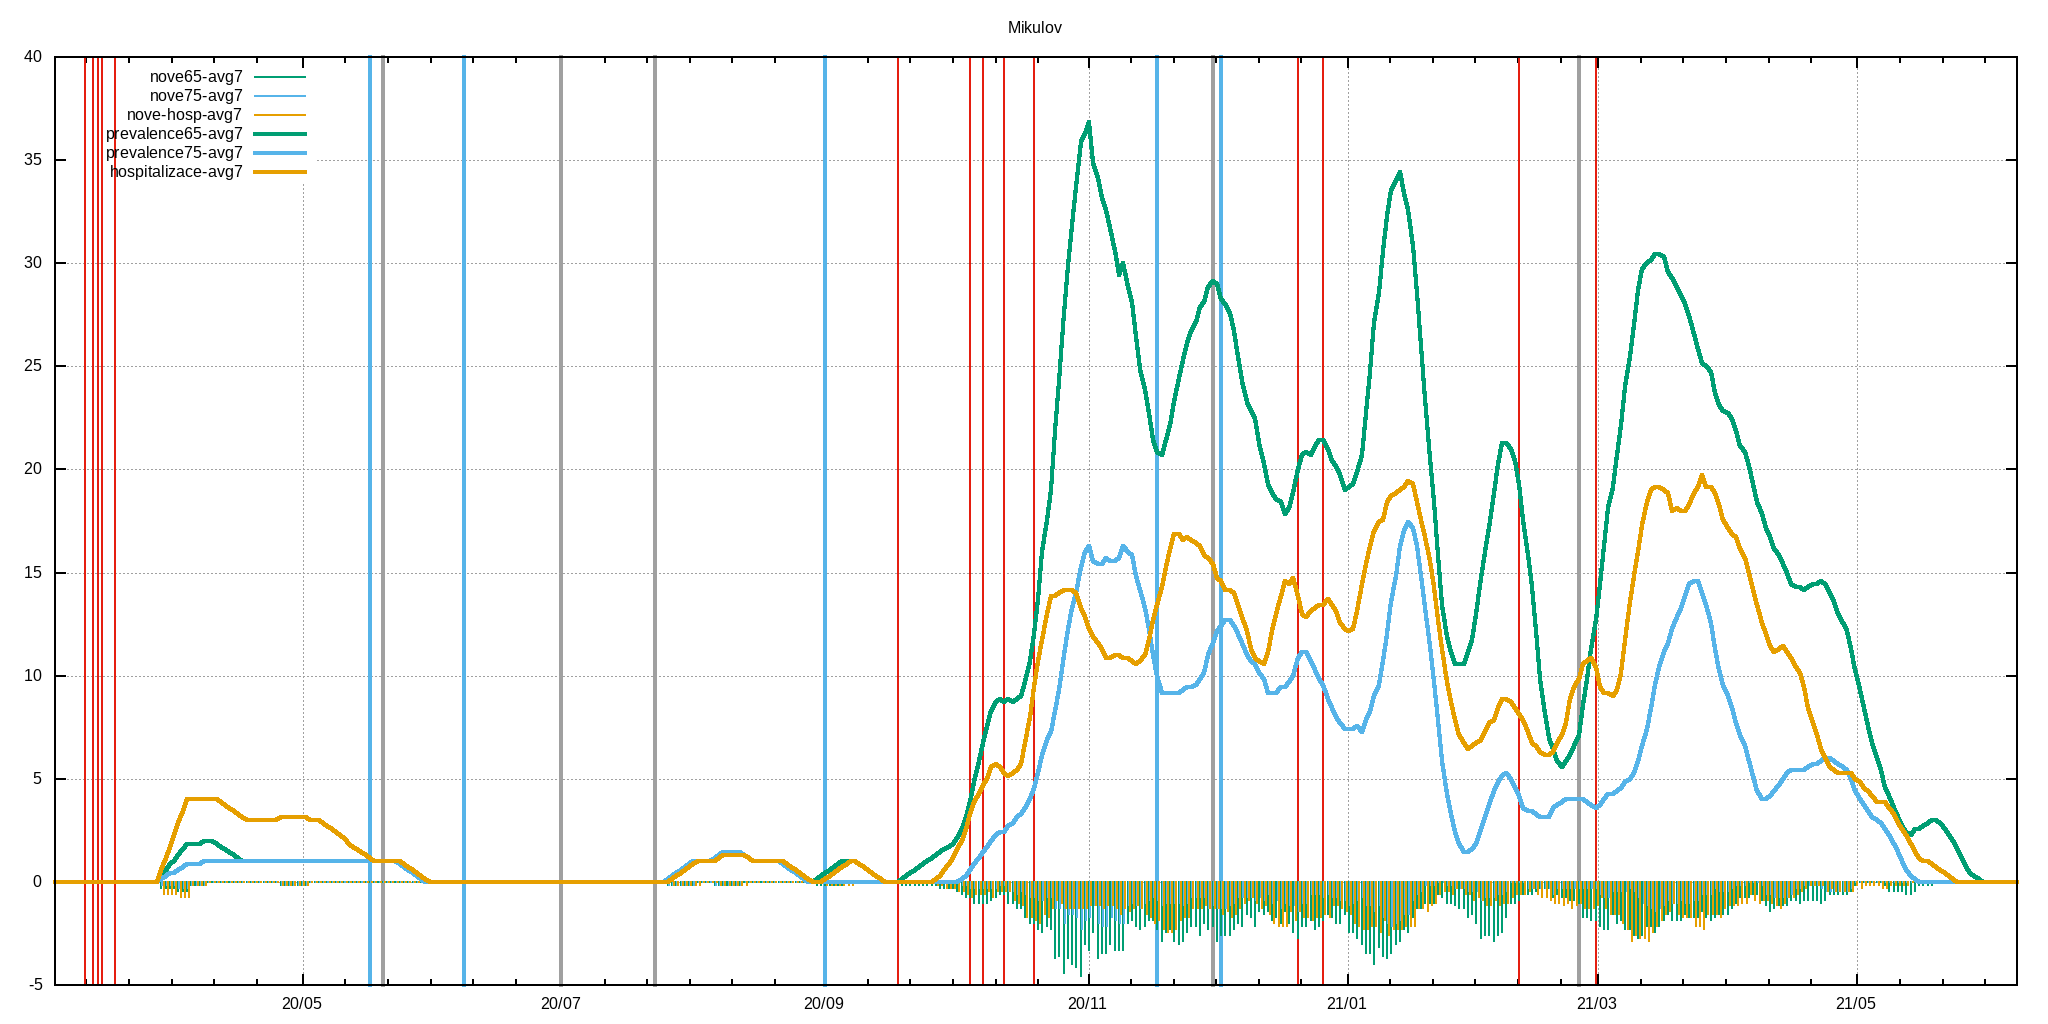 Mikulov
40
nove65-avg7
nove75-avg7
nove-hosp-avg7
prevalence65-avg7
prevalence75-avg7
hospitalizace-avg7
35
30
25
20
15
10
5
0
-5
20/05 20/07 20/09 20/11 21/01 21/03 21/05